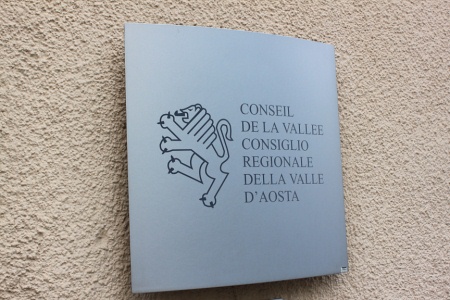 CONSEIL
DE LA VALLEE
CONSIGLIO
REGIONALE
DELLA VALLE
D'AOSTA